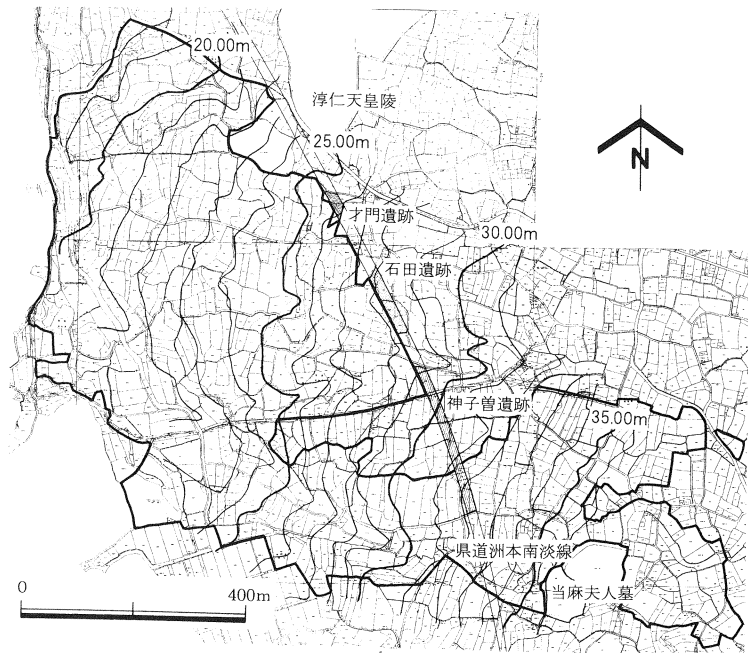 20.00m
淳仁天皇陵
25.00m
N
才門遺跡
30.00m
石田遺跡
神子曽遺跡
35.00m
県道洲本南淡線
当麻夫人墓
0
400m